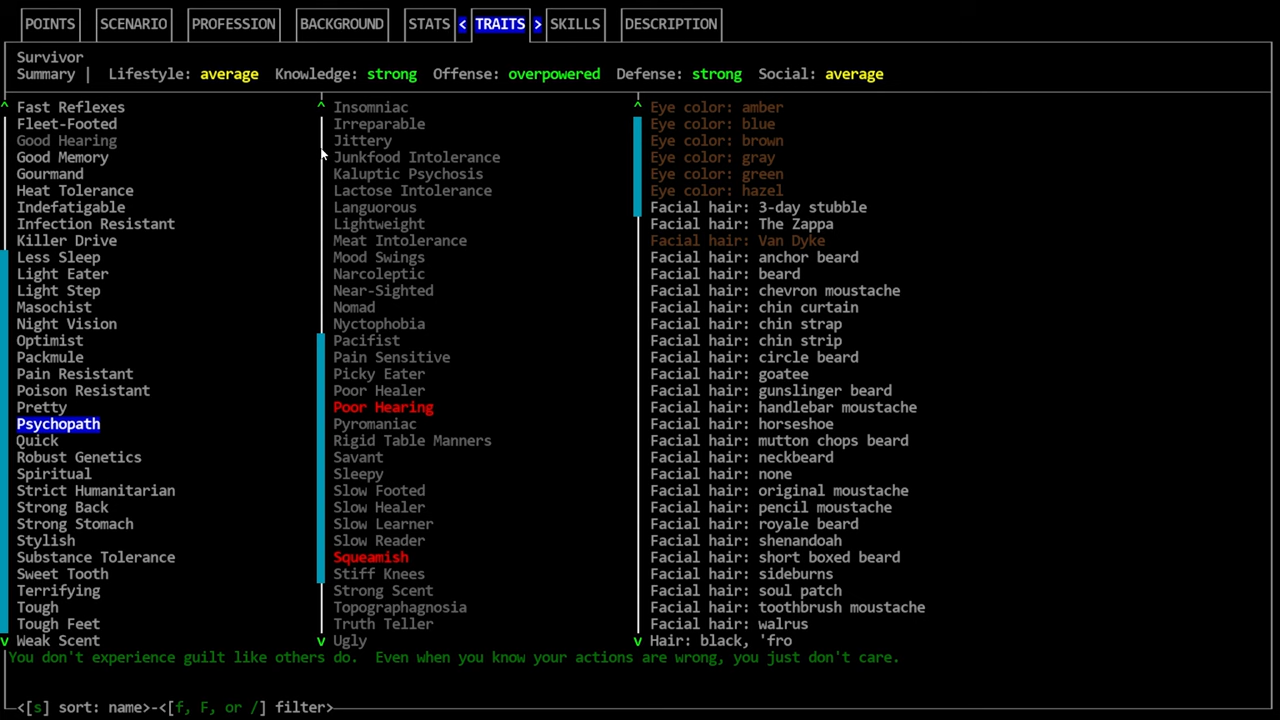 POINTS SCENARIO PROFESSION BACKGROUND STATS < TRAITS > SKILLS DESCRIPTION
Survivor
Summary | Lifestyle: average Knowledge: strong Offense: overpowered Defense: strong Social: average
^ Fast Reflexes ^ Insomniac ^ Eye color: amber
Fleet-Footed Irreparable Eye color: blue
Good Hearing Jittery Eye color: brown
Good Memory Junkfood Intolerance Eye color: gray
Gourmand Kaluptic Psychosis Eye color: green
Heat Tolerance Lactose Intolerance Eye color: hazel
Indefatigable Languorous Facial hair: 3-day stubble
Infection Resistant Lightweight Facial hair: The Zappa
Killer Drive Meat Intolerance Facial hair: Van Dyke
Less Sleep Mood Swings Facial hair: anchor beard
Light Eater Narcoleptic Facial hair: beard
Light Step Near-Sighted Facial hair: chevron moustache
Masochist Nomad Facial hair: chin curtain
Night Vision Nyctophobia Facial hair: chin strap
Optimist Pacifist Facial hair: chin strip
Packmule Pain Sensitive Facial hair: circle beard
Pain Resistant Picky Eater Facial hair: goatee
Poison Resistant Poor Healer Facial hair: gunslinger beard
Pretty Poor Hearing Facial hair: handlebar moustache
Psychopath Pyromaniac Facial hair: horseshoe
Quick Rigid Table Manners Facial hair: mutton chops beard
Robust Genetics Savant Facial hair: neckbeard
Spiritual Sleepy Facial hair: none
Strict Humanitarian Slow Footed Facial hair: original moustache
Strong Back Slow Healer Facial hair: pencil moustache
Strong Stomach Slow Learner Facial hair: royale beard
Stylish Slow Reader Facial hair: shenandoah
Substance Tolerance Squeamish Facial hair: short boxed beard
Sweet Tooth Stiff Knees Facial hair: sideburns
Terrifying Strong Scent Facial hair: soul patch
Tough Topographagnosia Facial hair: toothbrush moustache
Tough Feet Truth Teller Facial hair: walrus
v Weak Scent v Ugly v Hair: black, 'fro
You don't experience guilt like others do. Even when you know your actions are wrong, you just don't care.
<[s] sort: name>-<[f, F, or /] filter>